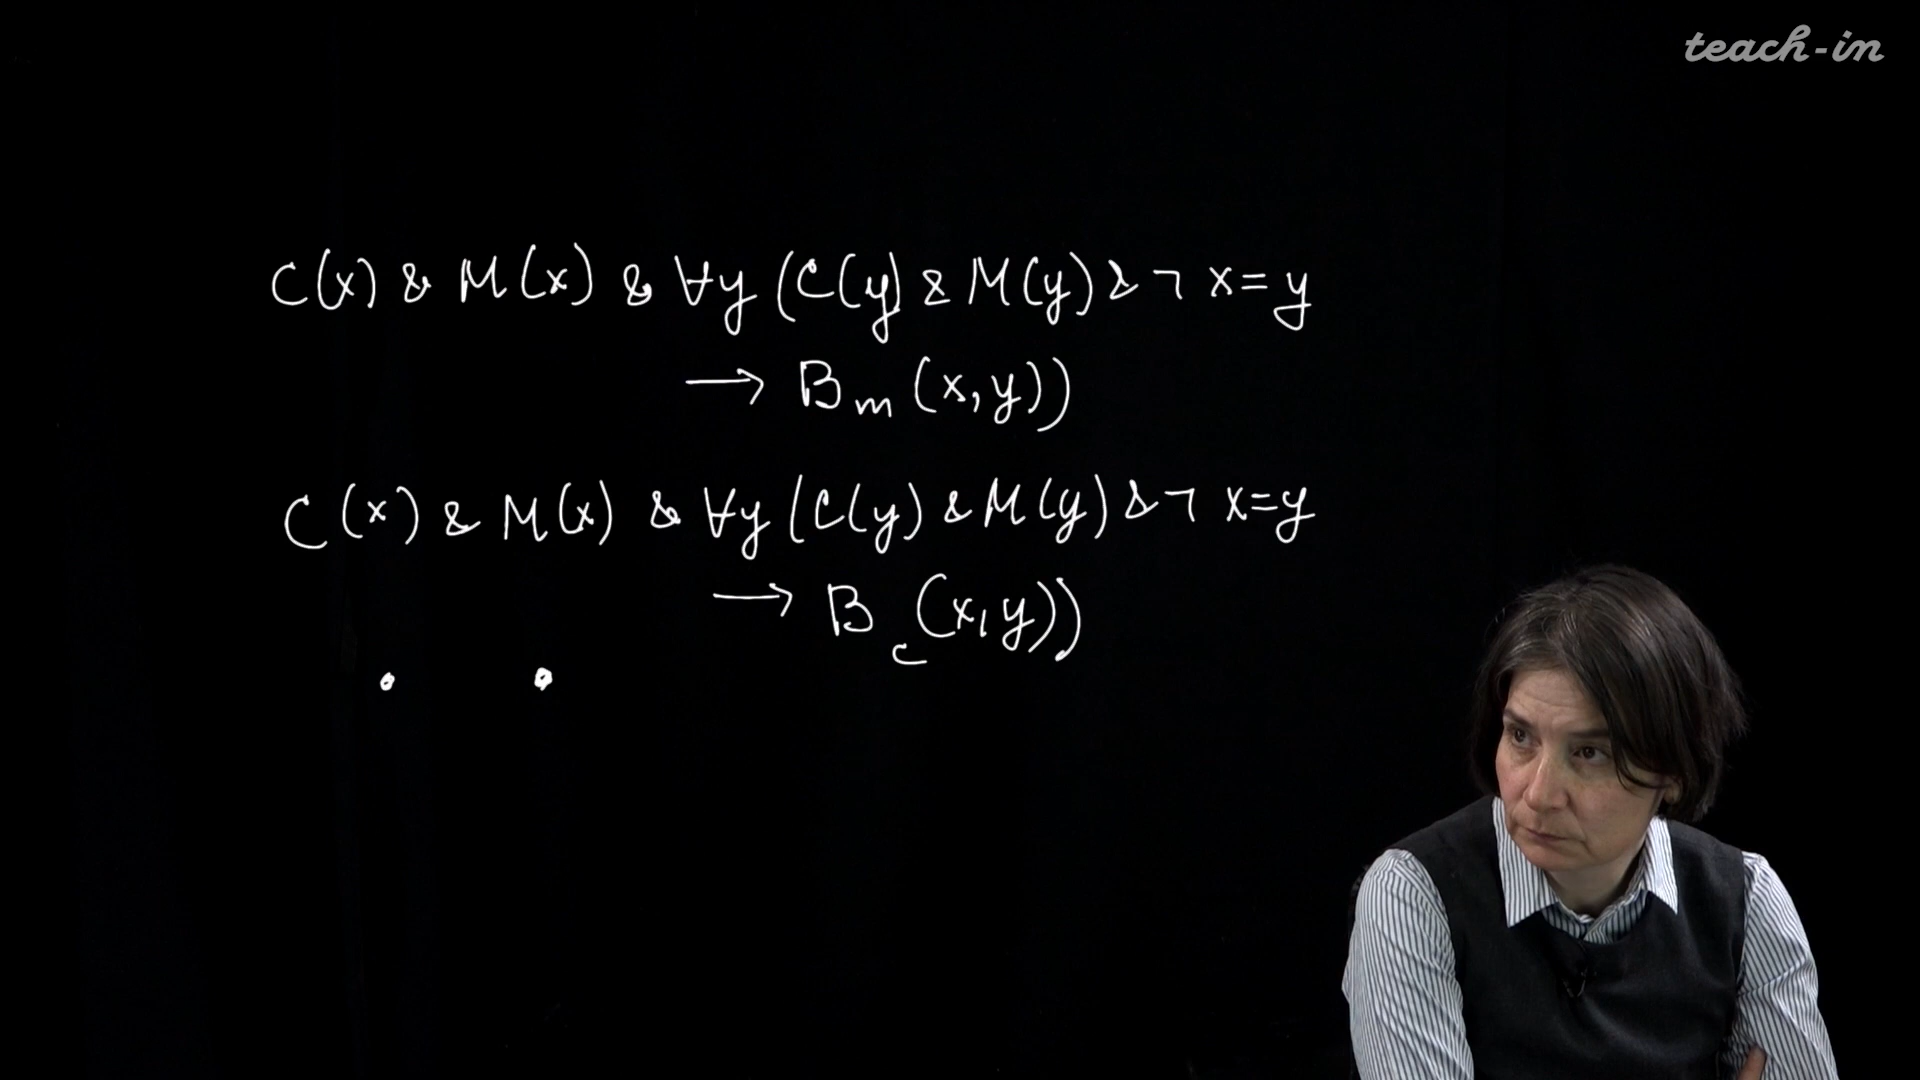 teach-in
C(x) & M(x) & ∀y (C(y) & M(y) & ¬ x = y
→ B_m (x, y))
C(x) & M(x) & ∀y (C(y) & M(y) & ¬ x = y
→ B_c (x, y))